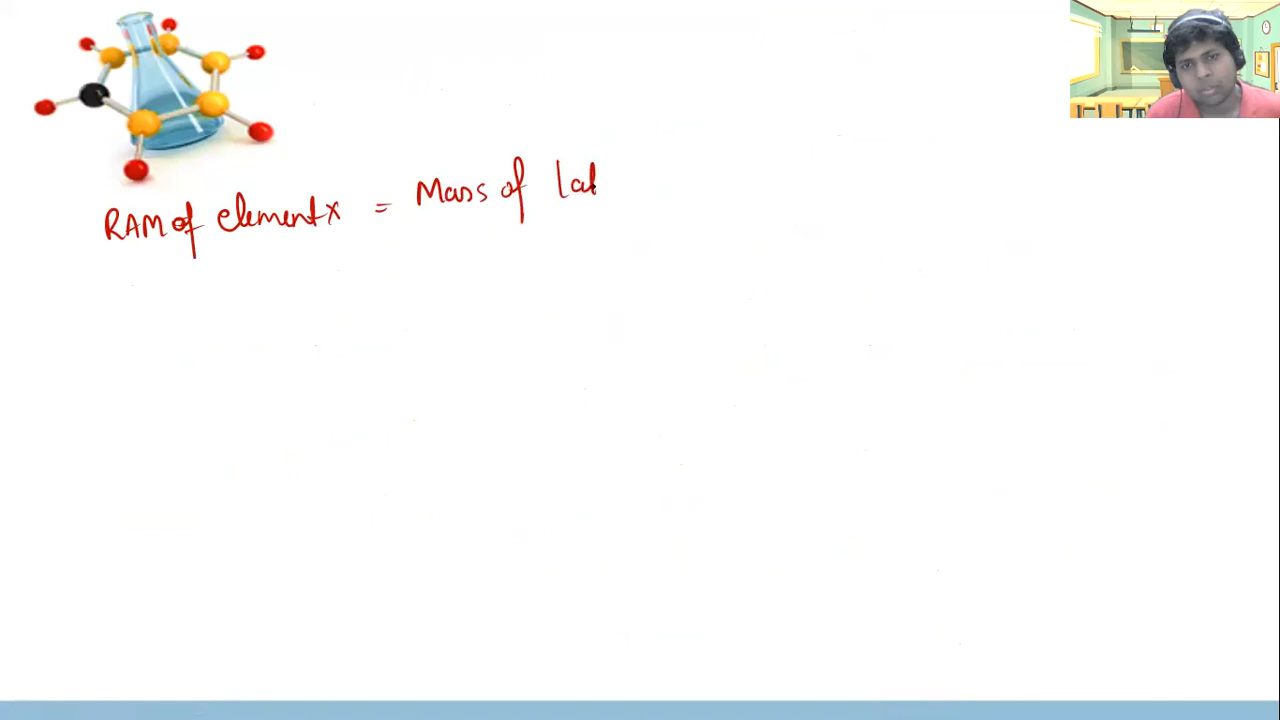 RAM of element x = Mass of 1 at